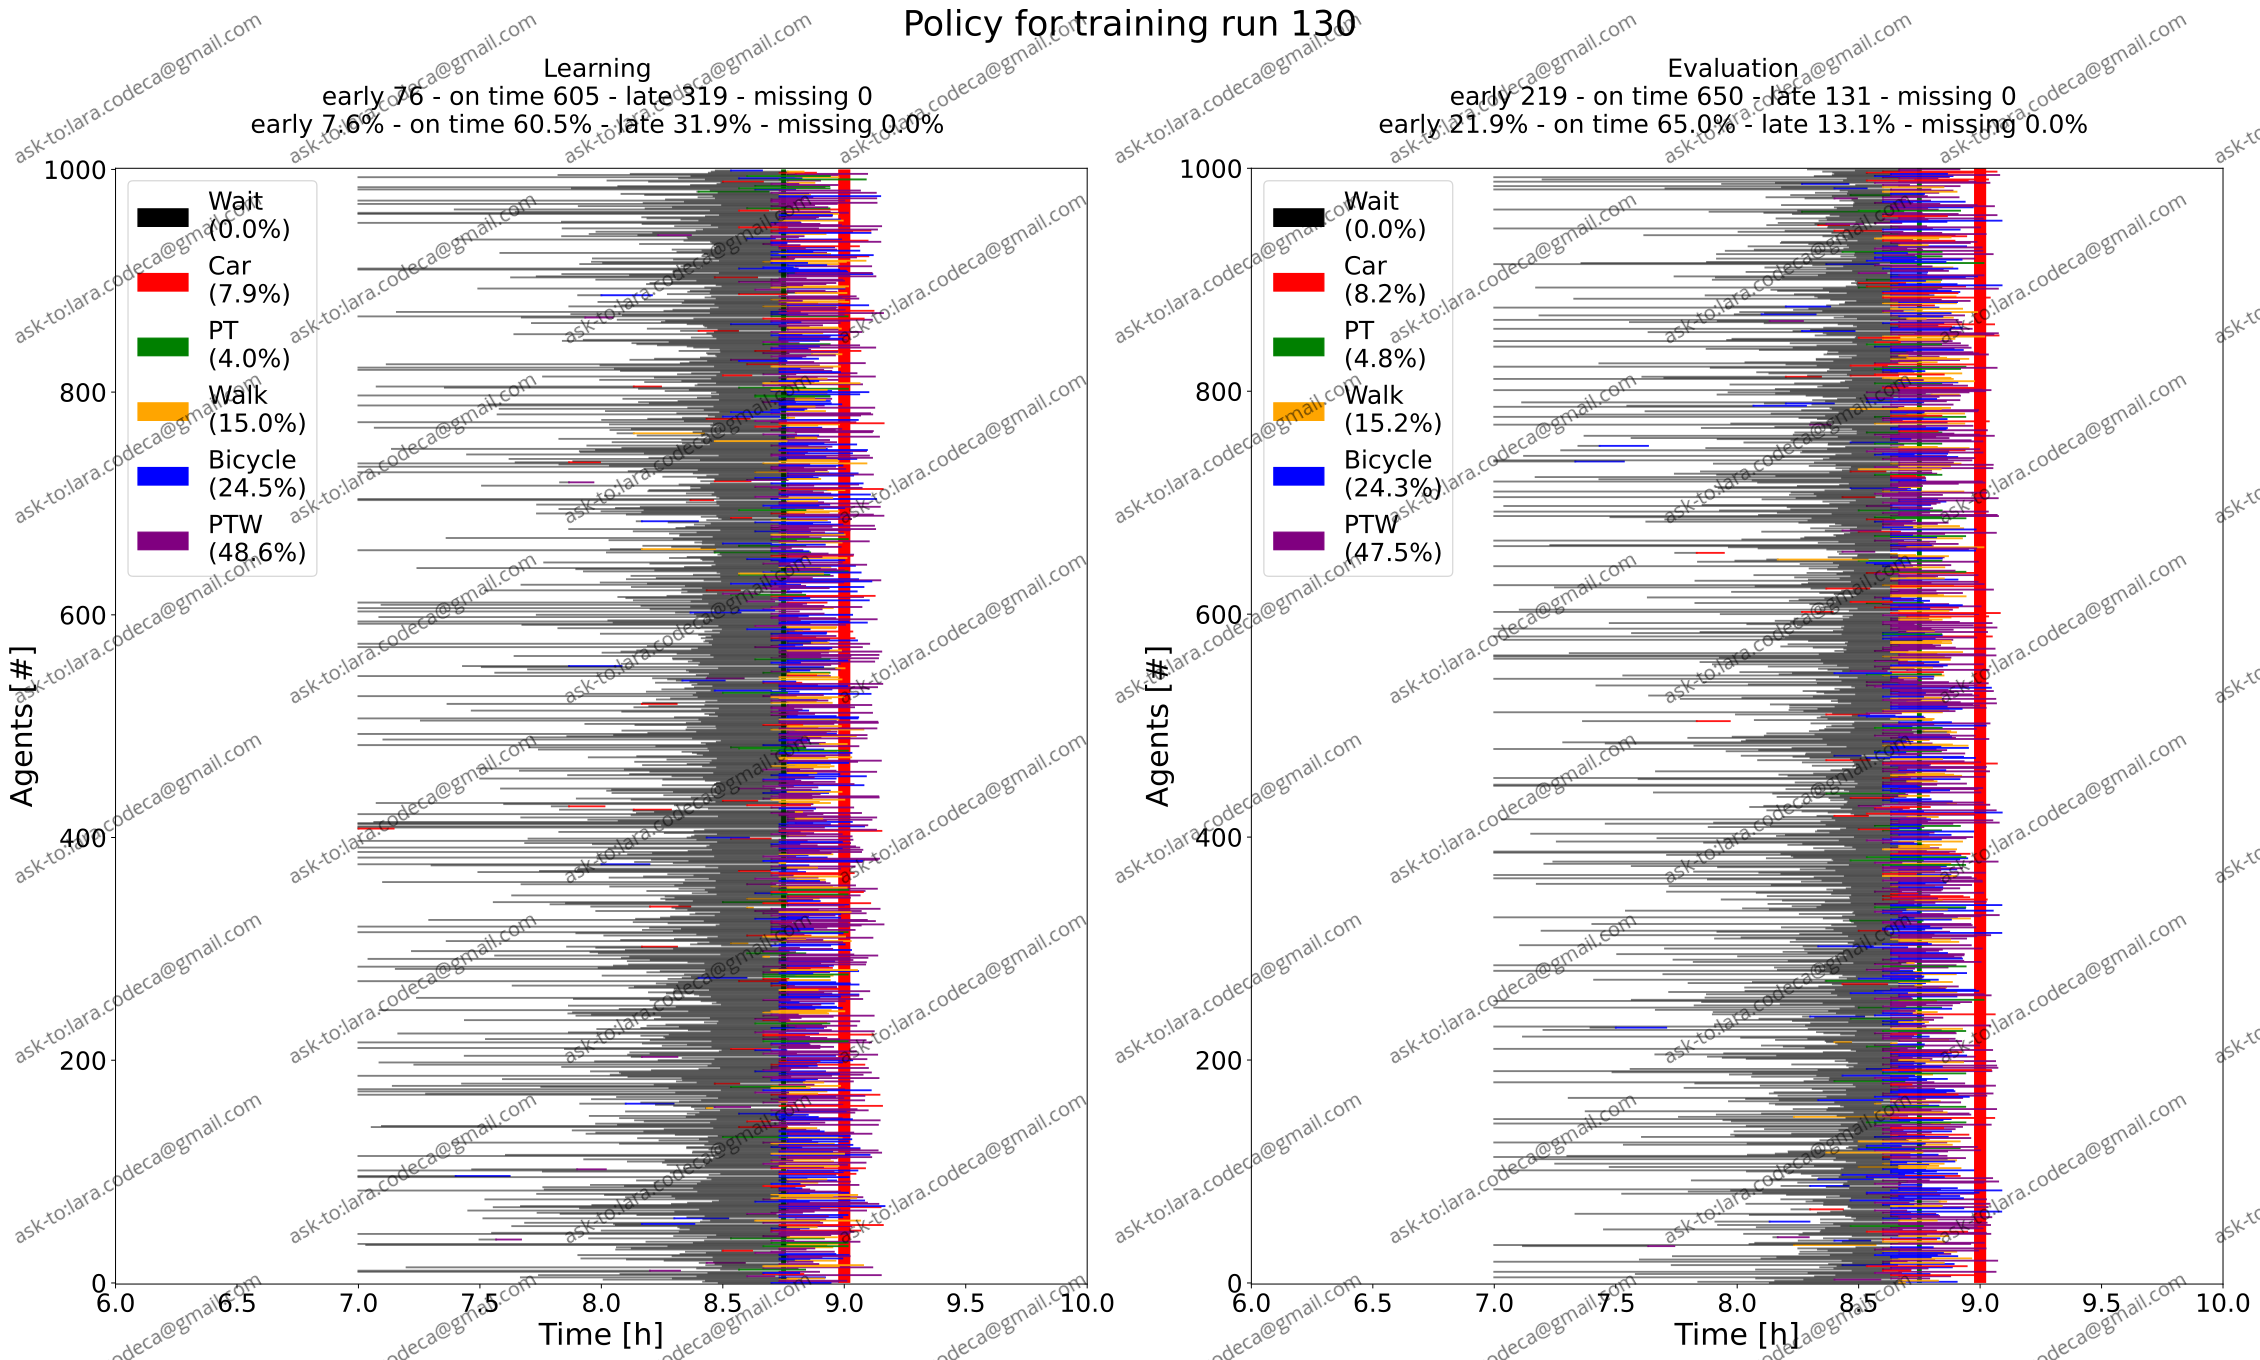 Policy for training run 130
Learning
early 76 - on time 605 - late 319 - missing 0
early 7.6% - on time 60.5% - late 31.9% - missing 0.0%
1000
800
600
400
200
0
Agents [#]
Wait
(0.0%)
Car
(7.9%)
PT
(4.0%)
Walk
(15.0%)
Bicycle
(24.5%)
PTW
(48.6%)
6.0 6.5 7.0 7.5 8.0 8.5 9.0 9.5 10.0
Time [h]
Evaluation
early 219 - on time 650 - late 131 - missing 0
early 21.9% - on time 65.0% - late 13.1% - missing 0.0%
1000
800
600
400
200
0
Agents [#]
Wait
(0.0%)
Car
(8.2%)
PT
(4.8%)
Walk
(15.2%)
Bicycle
(24.3%)
PTW
(47.5%)
6.0 6.5 7.0 7.5 8.0 8.5 9.0 9.5 10.0
Time [h]
ask-to:lara.codeca@gmail.com